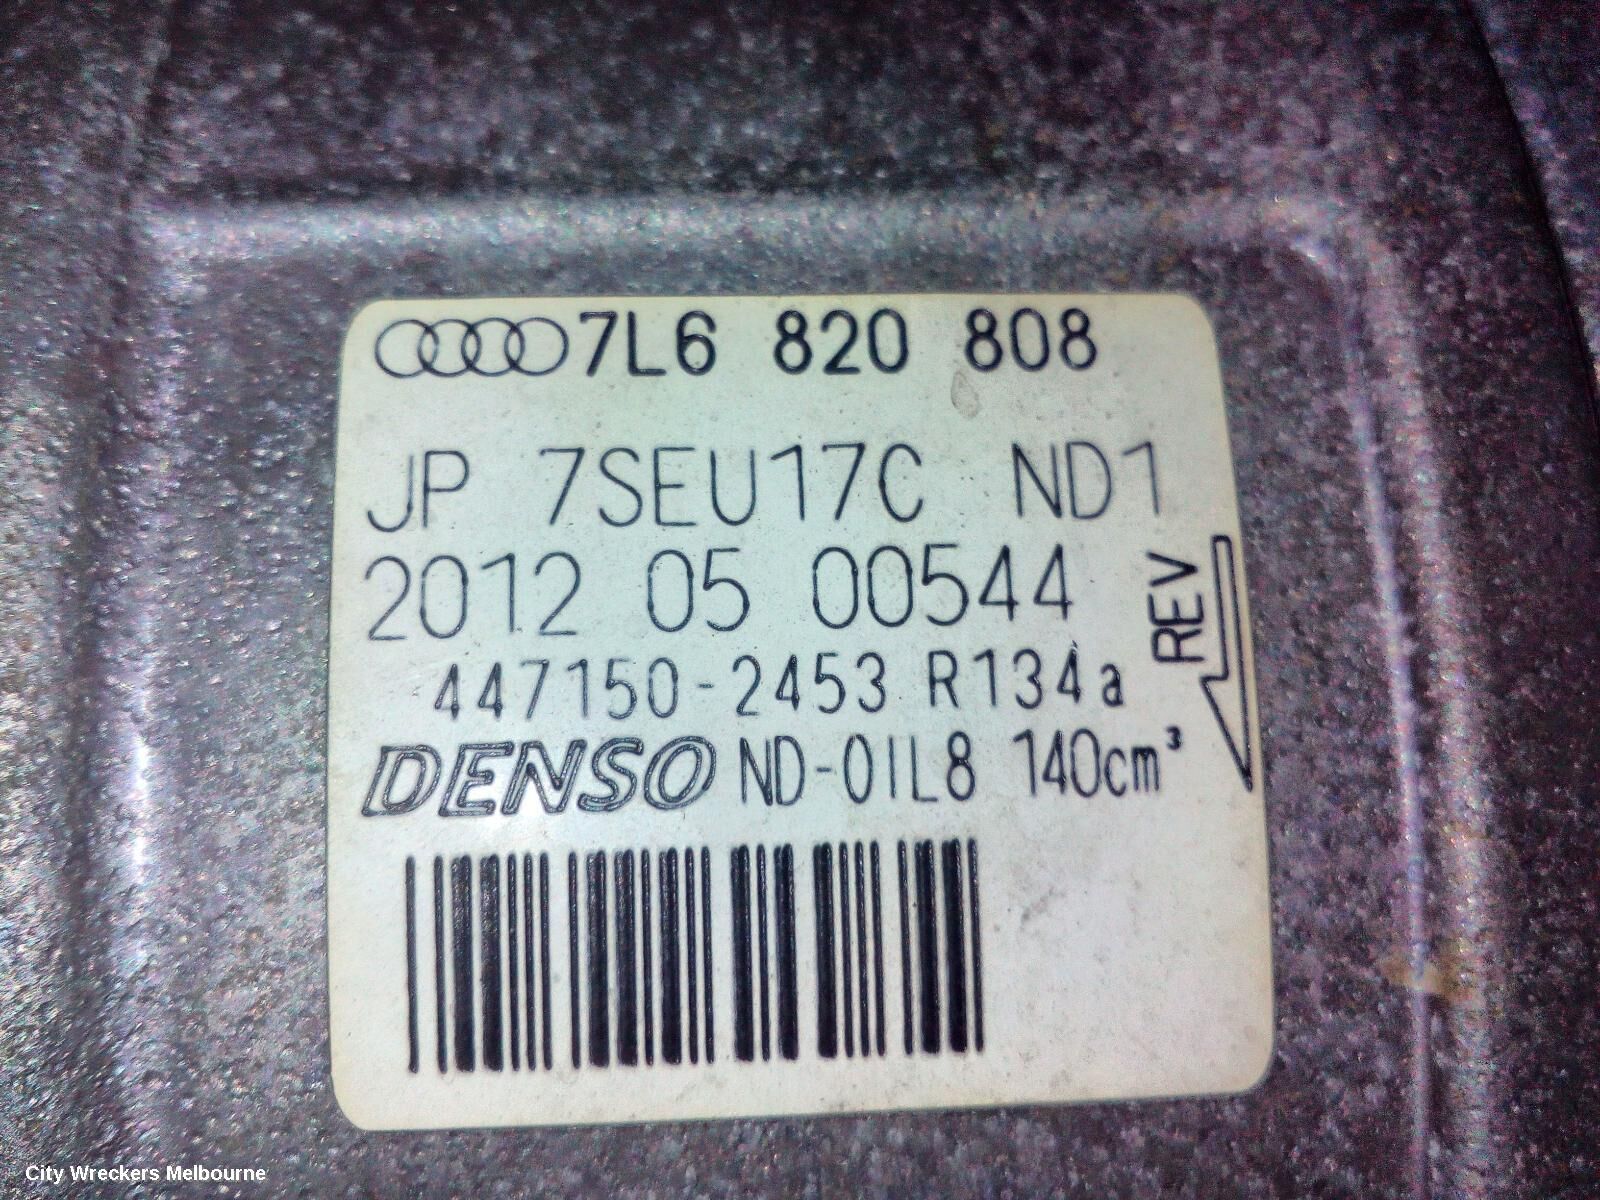 7L6 820 808
JP 7SEU17C ND1
2012 05 00544
447150-2453 R134a
REV
DENSO ND-OIL8 140cm³
City Wreckers Melbourne